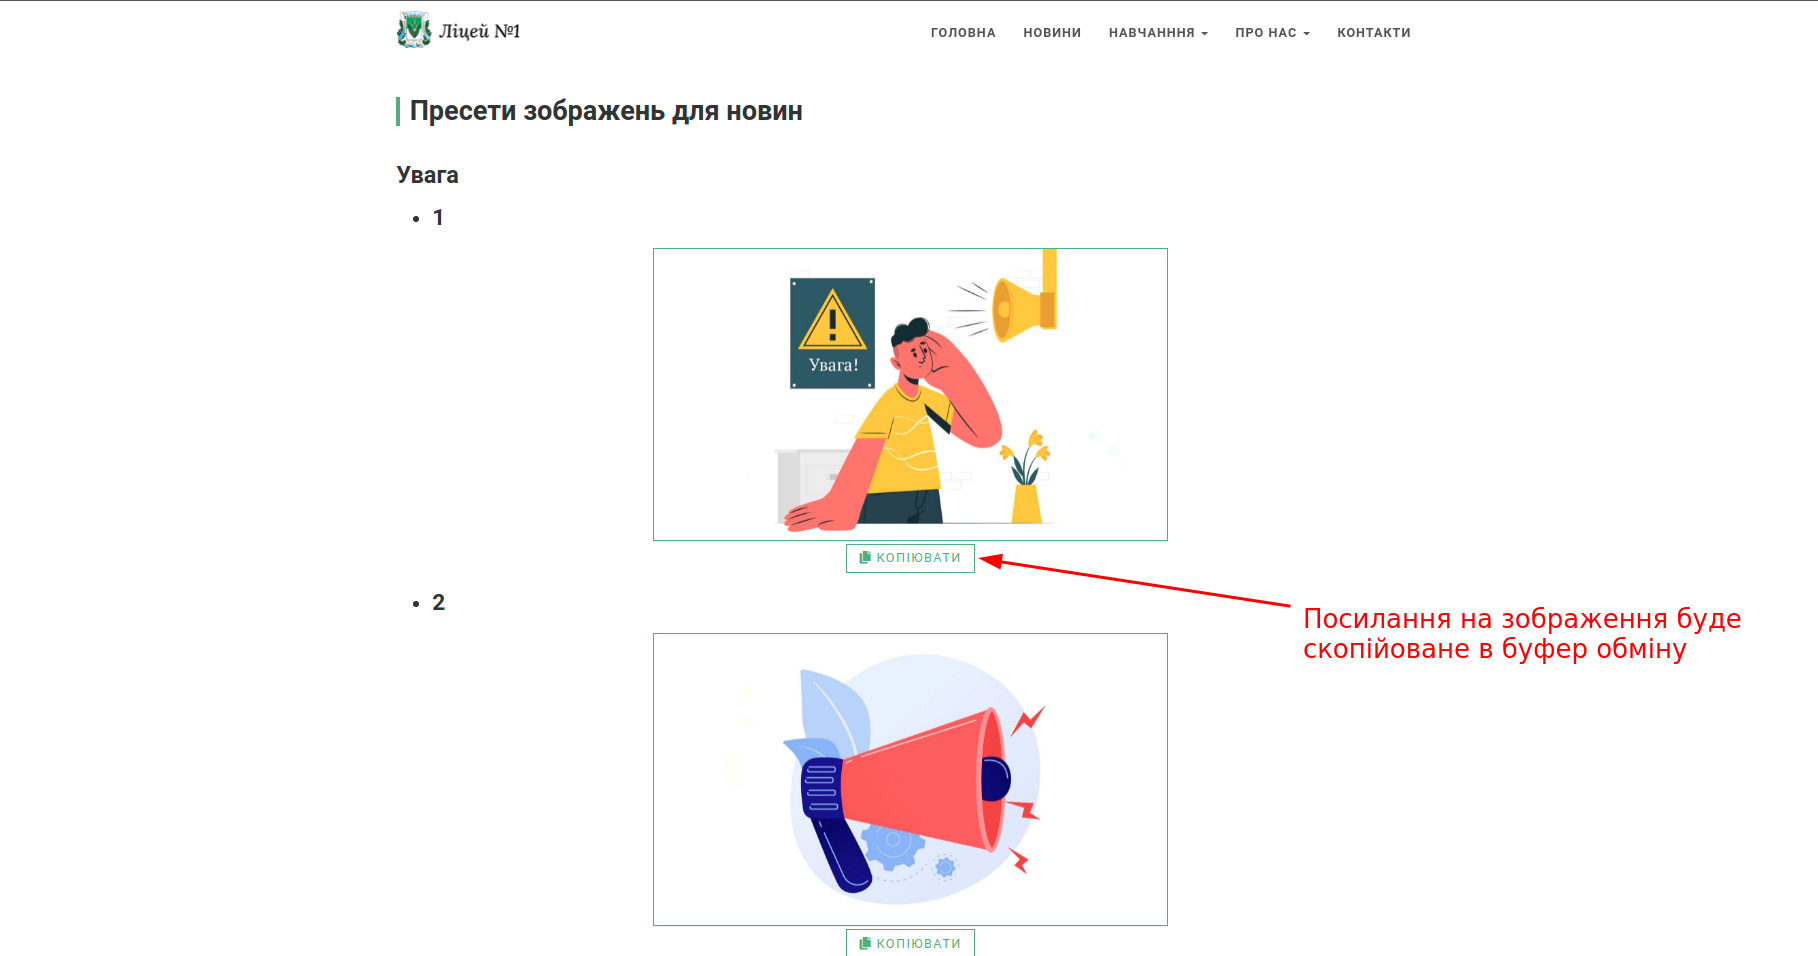 Ліцей №1
ГОЛОВНА НОВИНИ НАВЧАНННЯ ПРО НАС КОНТАКТИ
Пресети зображень для новин
Увага
1
Увага!
КОПІЮВАТИ
Посилання на зображення буде
скопійоване в буфер обміну
2
КОПІЮВАТИ